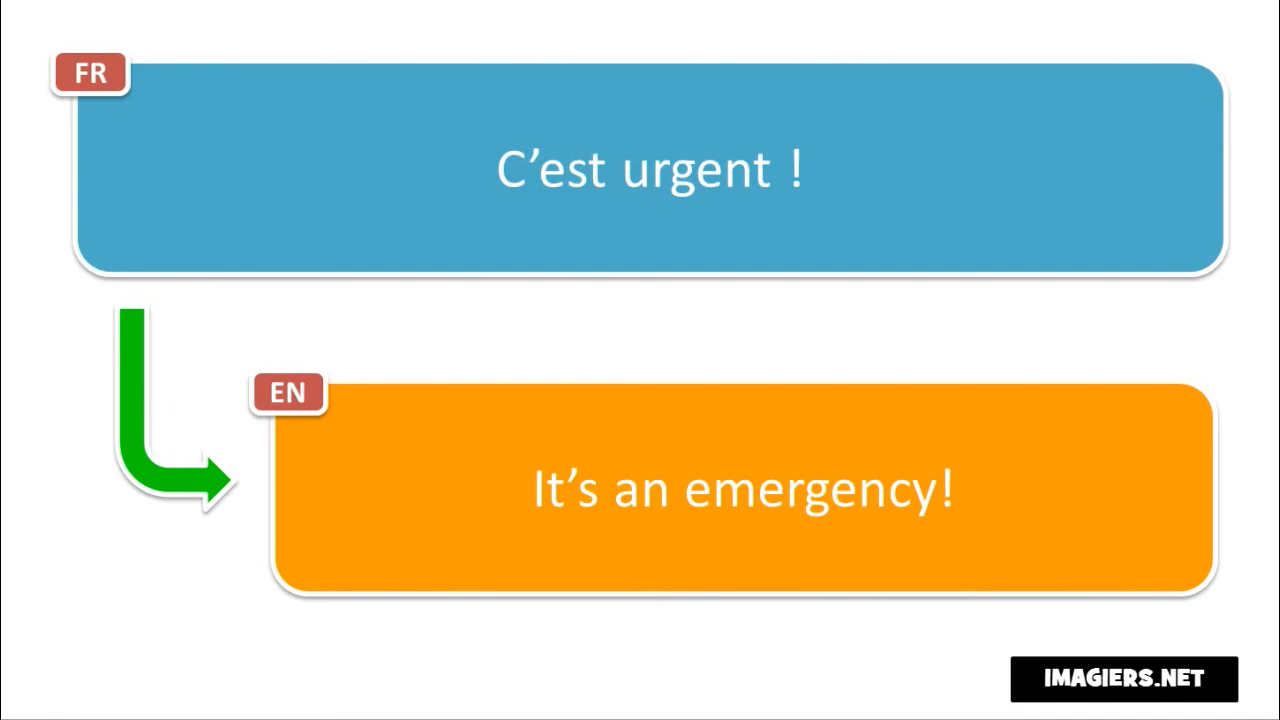 FR
C’est urgent !
EN
It’s an emergency!
IMAGIERS.NET